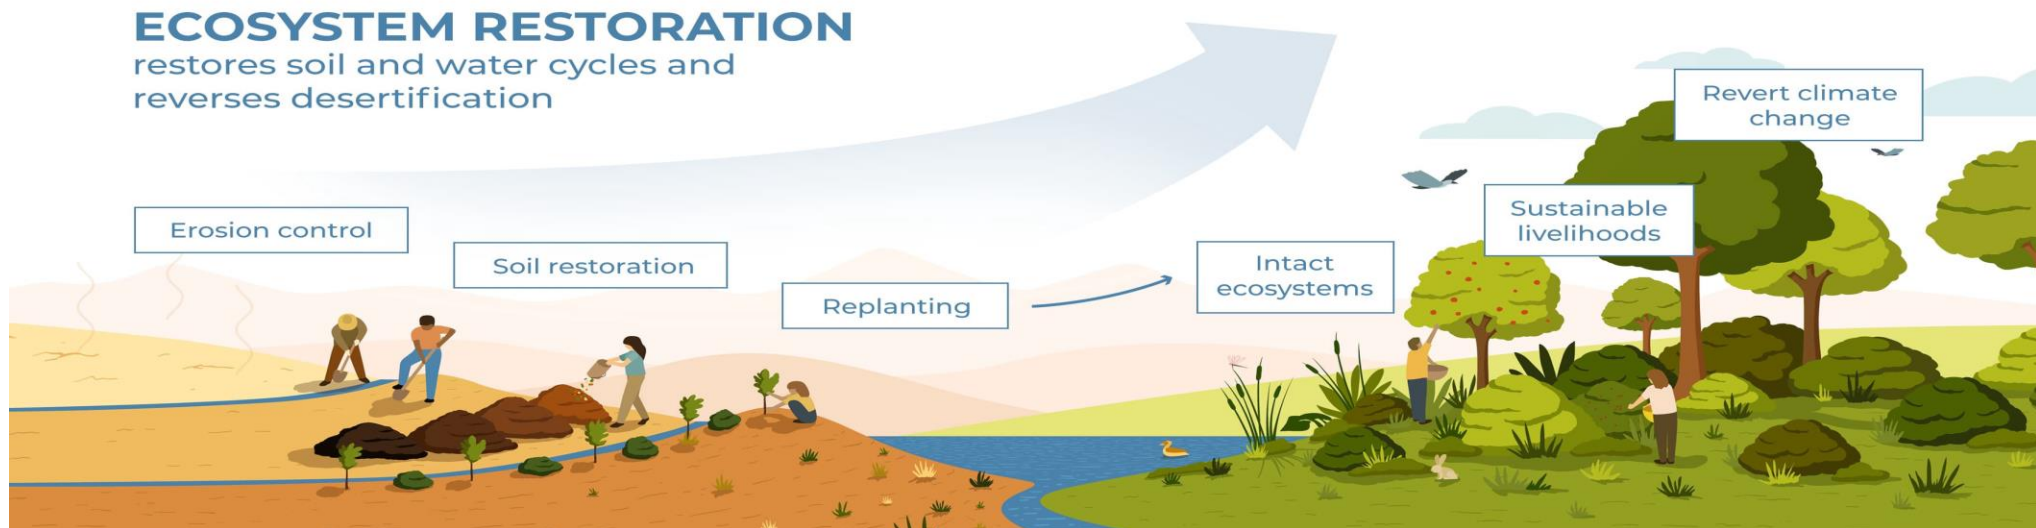 ECOSYSTEM RESTORATION
restores soil and water cycles and
reverses desertification
Erosion control
Soil restoration
Replanting
Intact
ecosystems
Sustainable
livelihoods
Revert climate
change